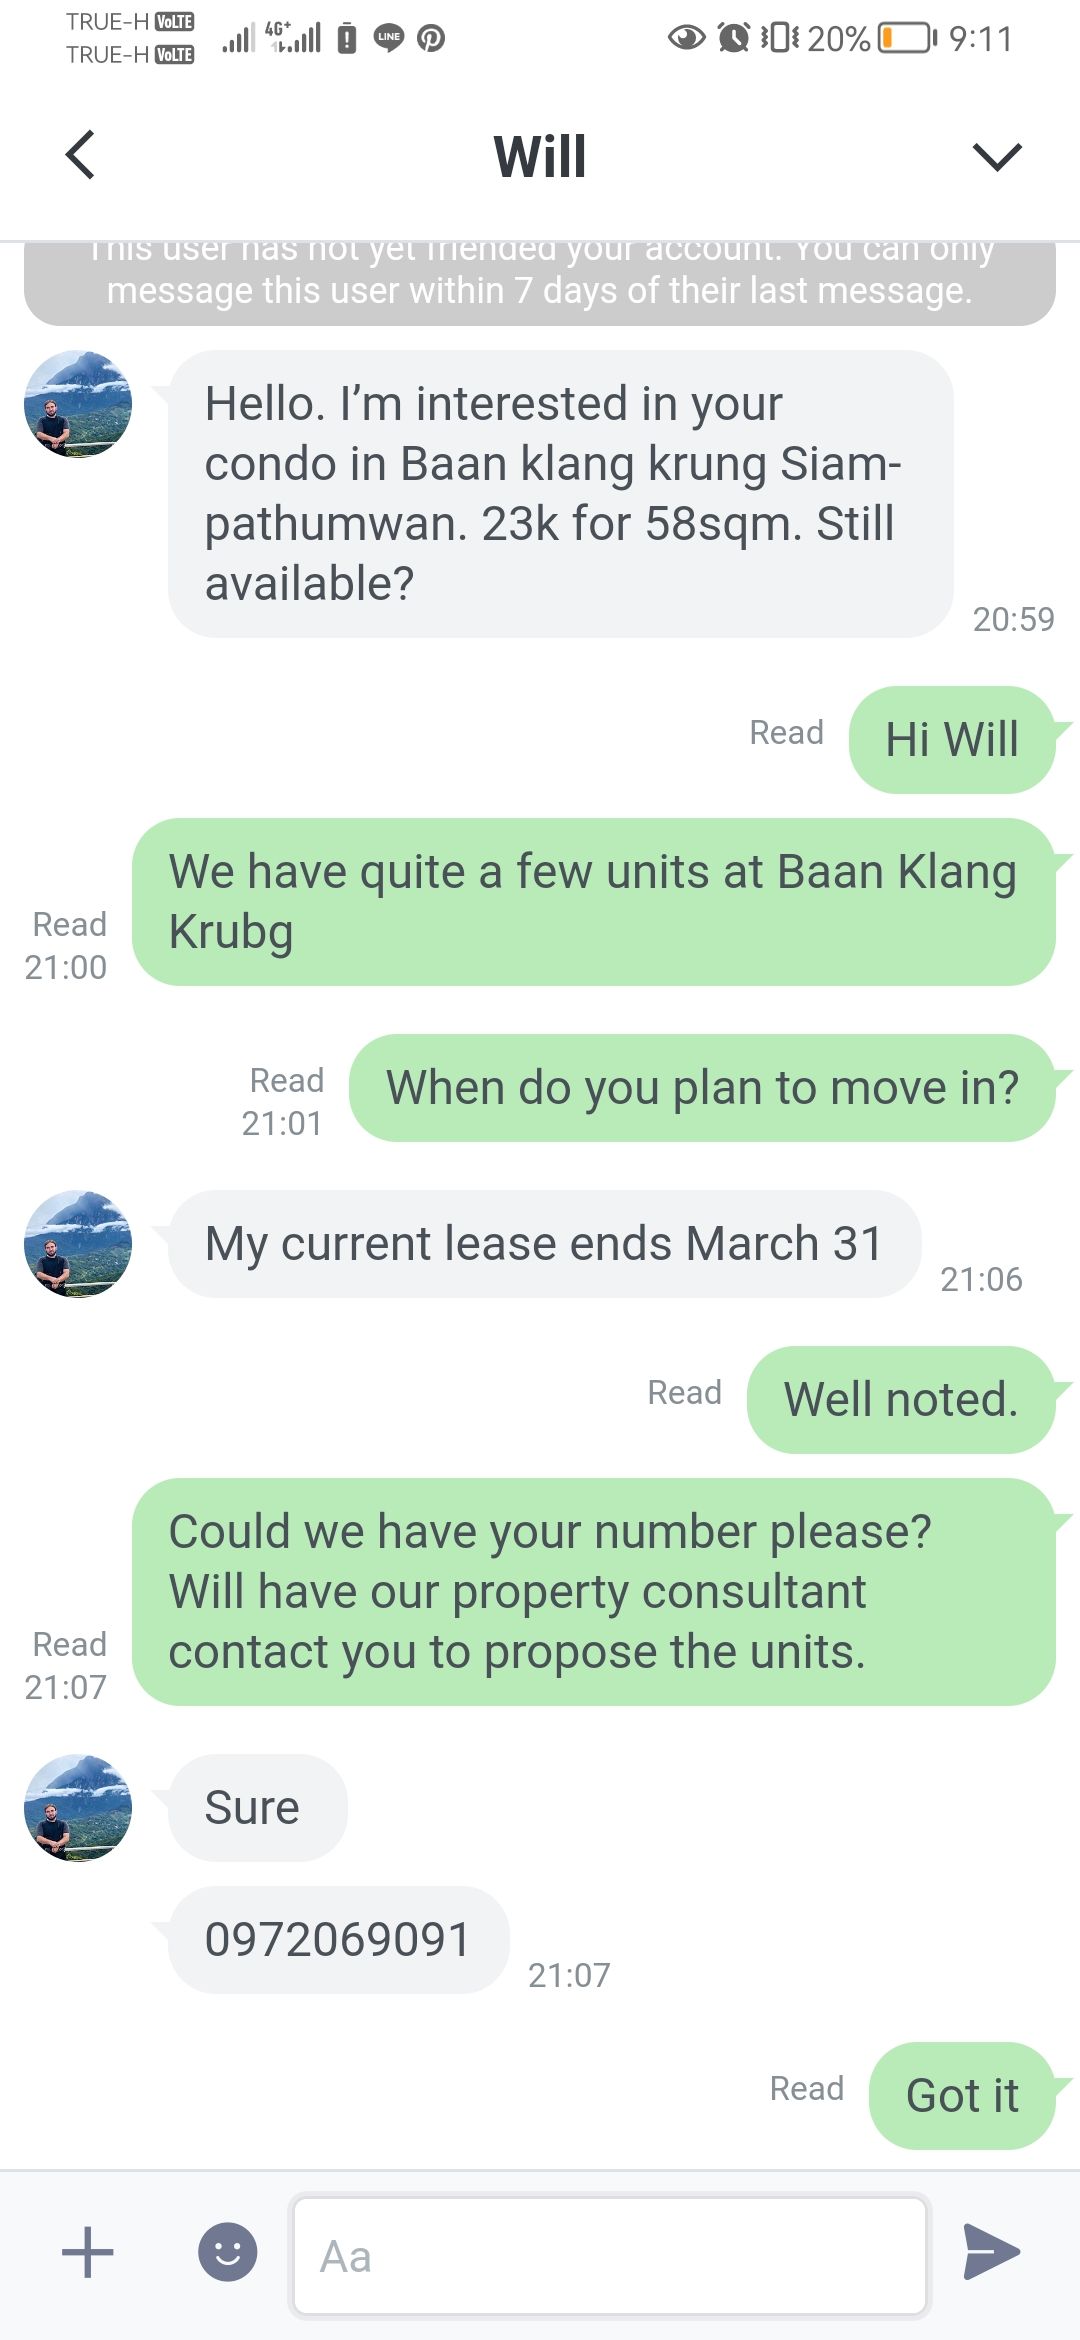 TRUE-H VoLTE
TRUE-H VoLTE
4G+
LINE
20%
9:11
Will
This user has not yet friended your account. You can only
message this user within 7 days of their last message.
Hello. I’m interested in your
condo in Baan klang krung Siam-
pathumwan. 23k for 58sqm. Still
available?
20:59
Read
Hi Will
We have quite a few units at Baan Klang
Krubg
Read
21:00
When do you plan to move in?
Read
21:01
My current lease ends March 31
21:06
Read
Well noted.
Could we have your number please?
Will have our property consultant
contact you to propose the units.
Read
21:07
Sure
0972069091
21:07
Read
Got it
Aa